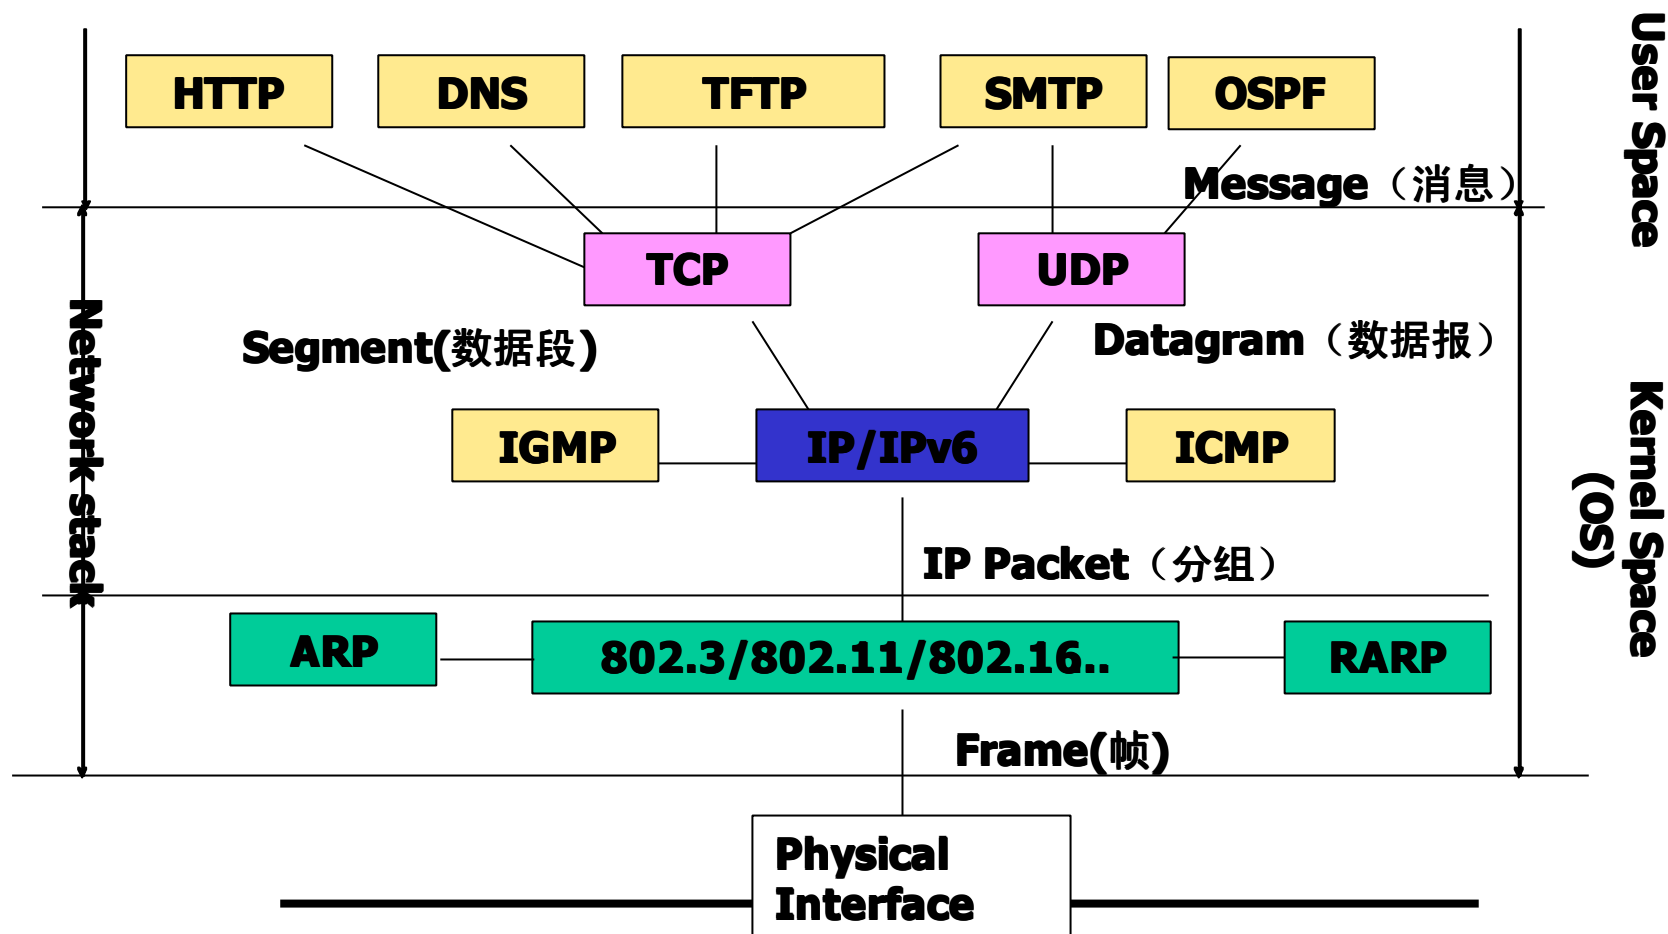 HTTP
DNS
TFTP
SMTP
OSPF
User Space
Message（消息）
TCP
UDP
Network stack
Segment(数据段)
Datagram（数据报）
IGMP
IP/IPv6
ICMP
Kernel Space
(OS)
IP Packet（分组）
ARP
802.3/802.11/802.16..
RARP
Frame(帧)
Physical
Interface